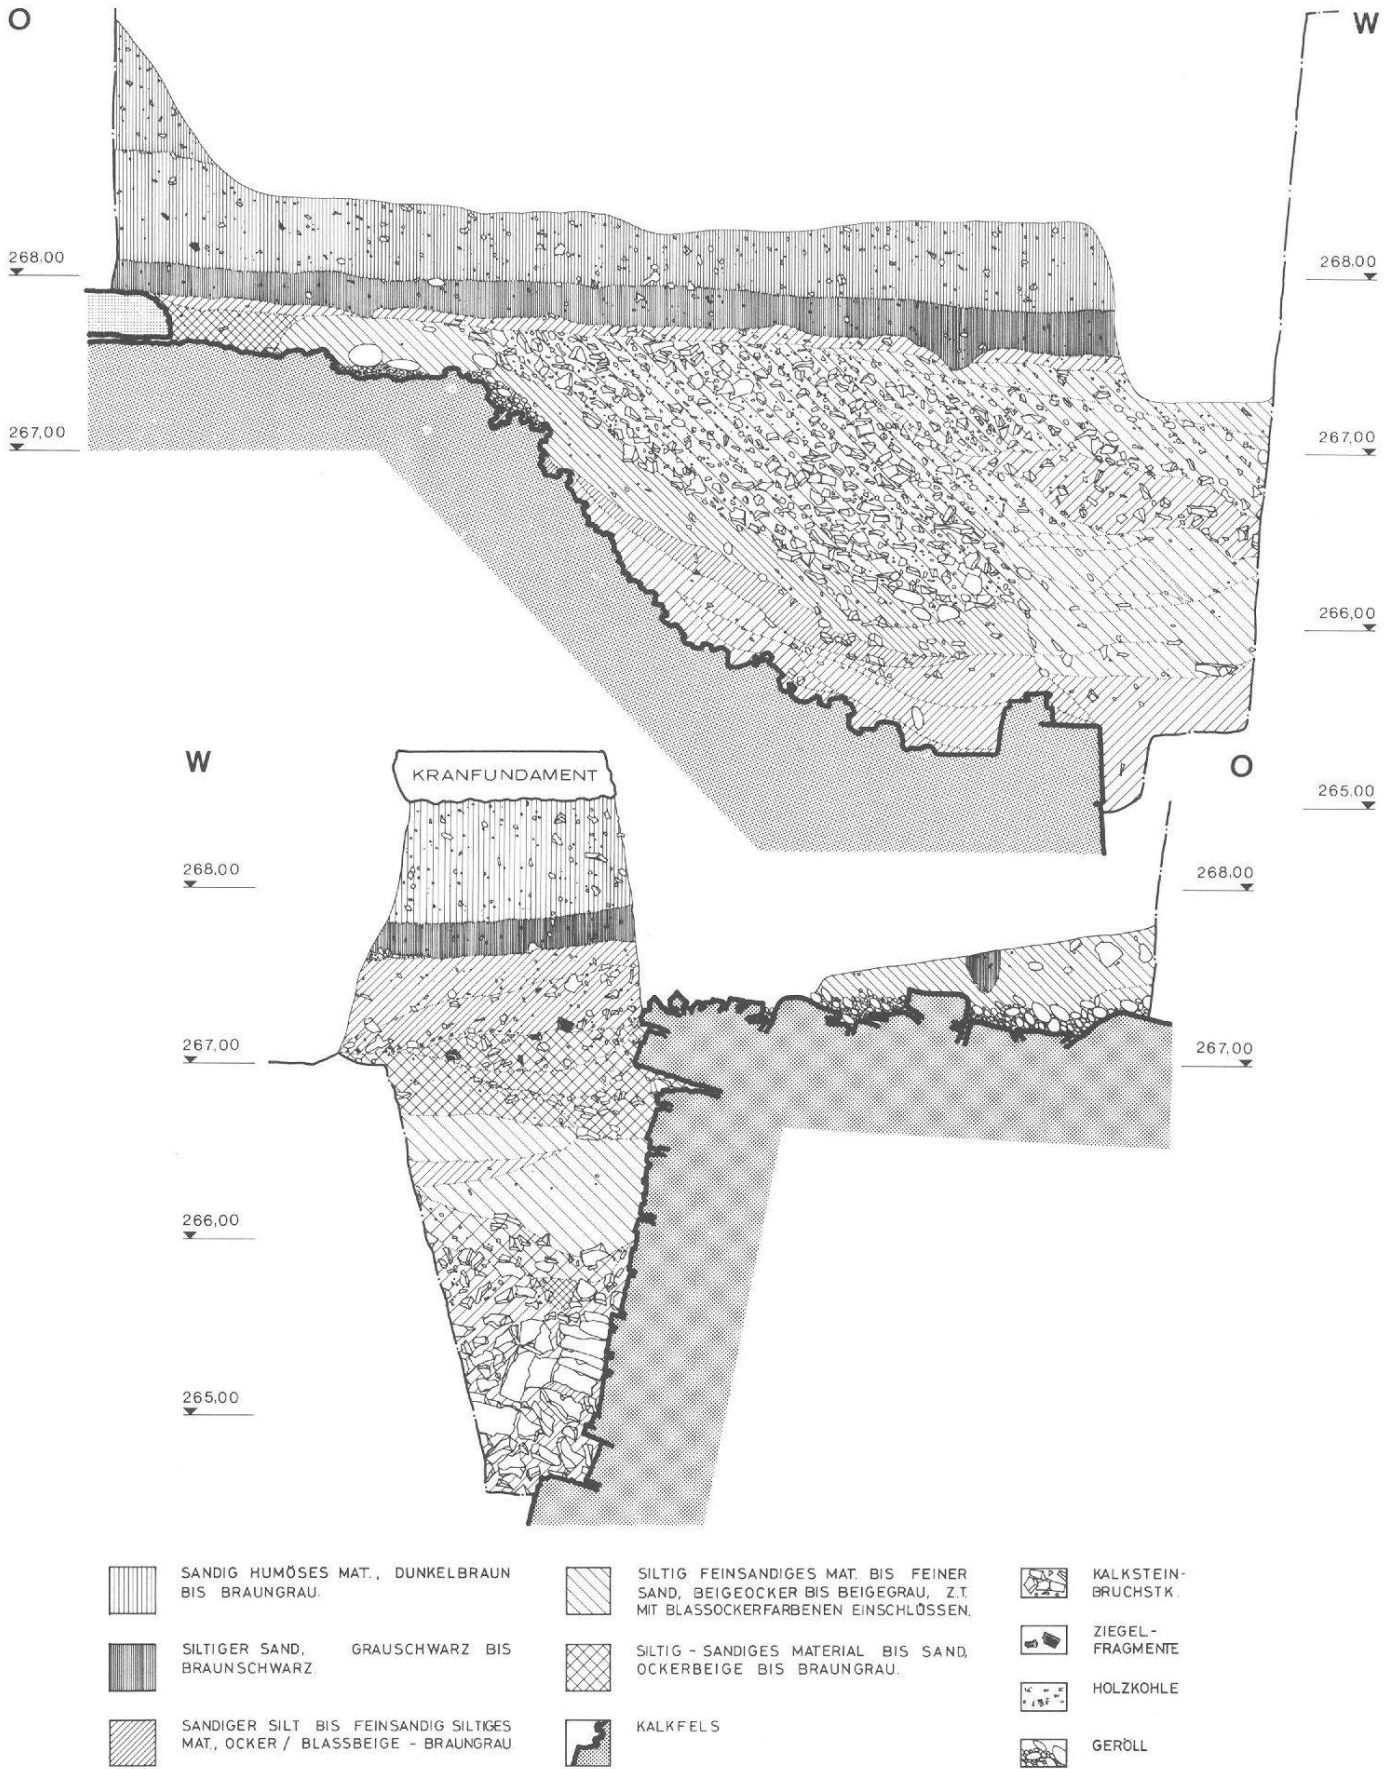 O
W
268.00
268.00
267,00
267,00
266,00
W
KRANFUNDAMENT
O
265.00
268,00
268,00
267,00
267,00
266,00
265,00
SANDIG HUMÖSES MAT., DUNKELBRAUN
BIS BRAUNGRAU.
SILTIGER SAND, GRAUSCHWARZ BIS
BRAUNSCHWARZ.
SANDIGER SILT BIS FEINSANDIG SILTIGES
MAT., OCKER / BLASSBEIGE - BRAUNGRAU
SILTIG FEINSANDIGES MAT. BIS FEINER
SAND, BEIGEOCKER BIS BEIGEGRAU, Z.T.
MIT BLASSOCKERFARBENEN EINSCHLÜSSEN.
SILTIG - SANDIGES MATERIAL BIS SAND,
OCKERBEIGE BIS BRAUNGRAU.
KALKFELS
KALKSTEIN-
BRUCHSTK.
ZIEGEL-
FRAGMENTE
HOLZKOHLE
GERÖLL